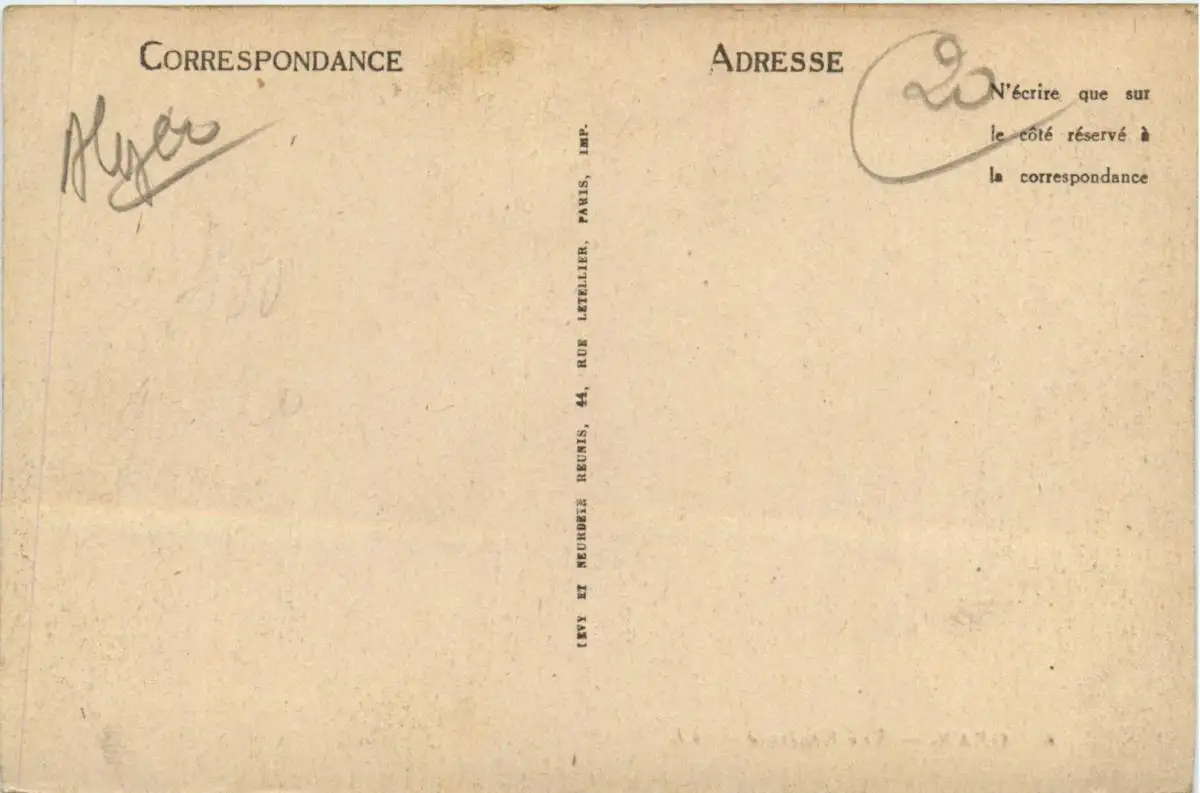 CORRESPONDANCE
ADRESSE
20
N'écrire que sur
le côté réservé à
la correspondance
LEVY ET NEURDEIN REUNIS, 44, RUE LETELLIER, PARIS, IMP.